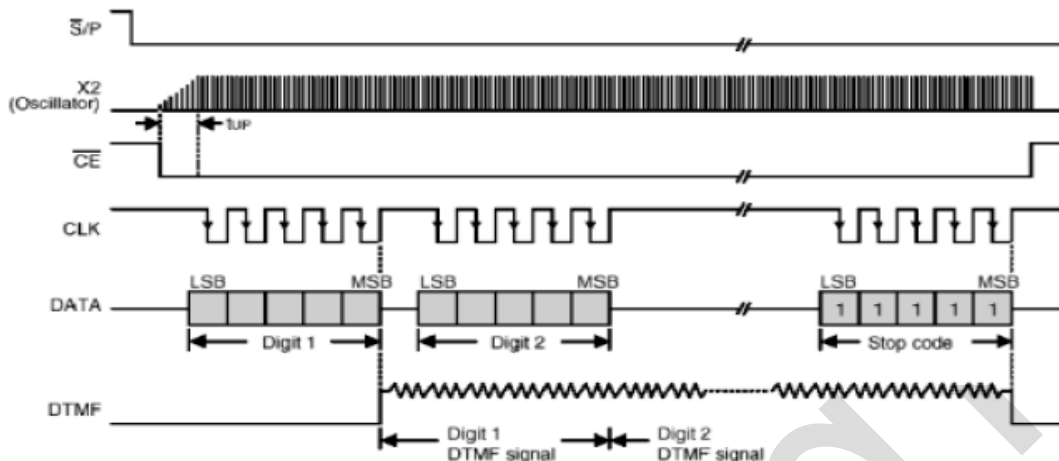 S̅/P
X2
(Oscillator)
tUP
C̅E̅
CLK
LSB MSB LSB MSB LSB MSB
DATA 1 1 1 1 1
Digit 1 Digit 2 Stop code
DTMF
Digit 1 Digit 2
DTMF signal DTMF signal